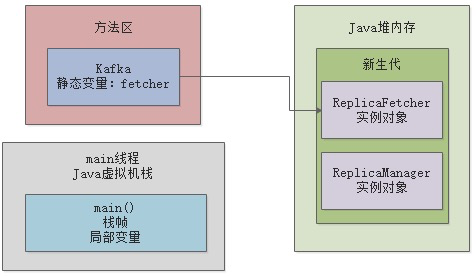 方法区
Kafka
静态变量：fetcher
main线程
Java虚拟机栈
main()
栈帧
局部变量
Java堆内存
新生代
ReplicaFetcher
实例对象
ReplicaManager
实例对象